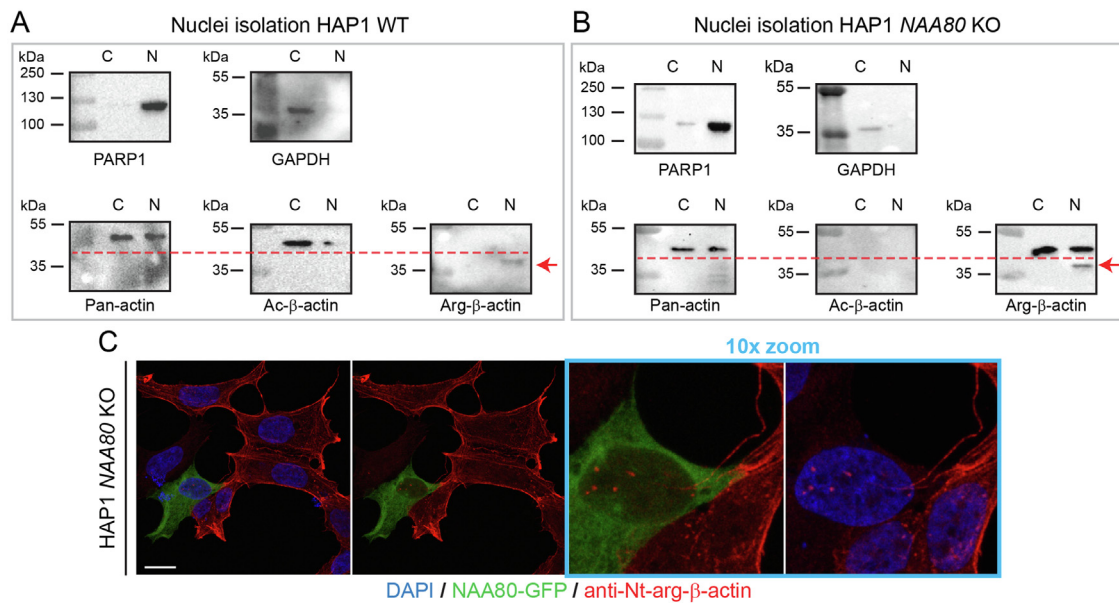 A
Nuclei isolation HAP1 WT
kDa C N
250
130
100
PARP1
kDa C N
55
35
GAPDH
kDa C N
55
35
Pan-actin
kDa C N
55
35
Ac-β-actin
kDa C N
55
35
Arg-β-actin
B
Nuclei isolation HAP1 NAA80 KO
kDa C N
250
130
100
PARP1
kDa C N
55
35
GAPDH
kDa C N
55
35
Pan-actin
kDa C N
55
35
Ac-β-actin
kDa C N
55
35
Arg-β-actin
C
10x zoom
HAP1 NAA80 KO
DAPI / NAA80-GFP / anti-Nt-arg-β-actin